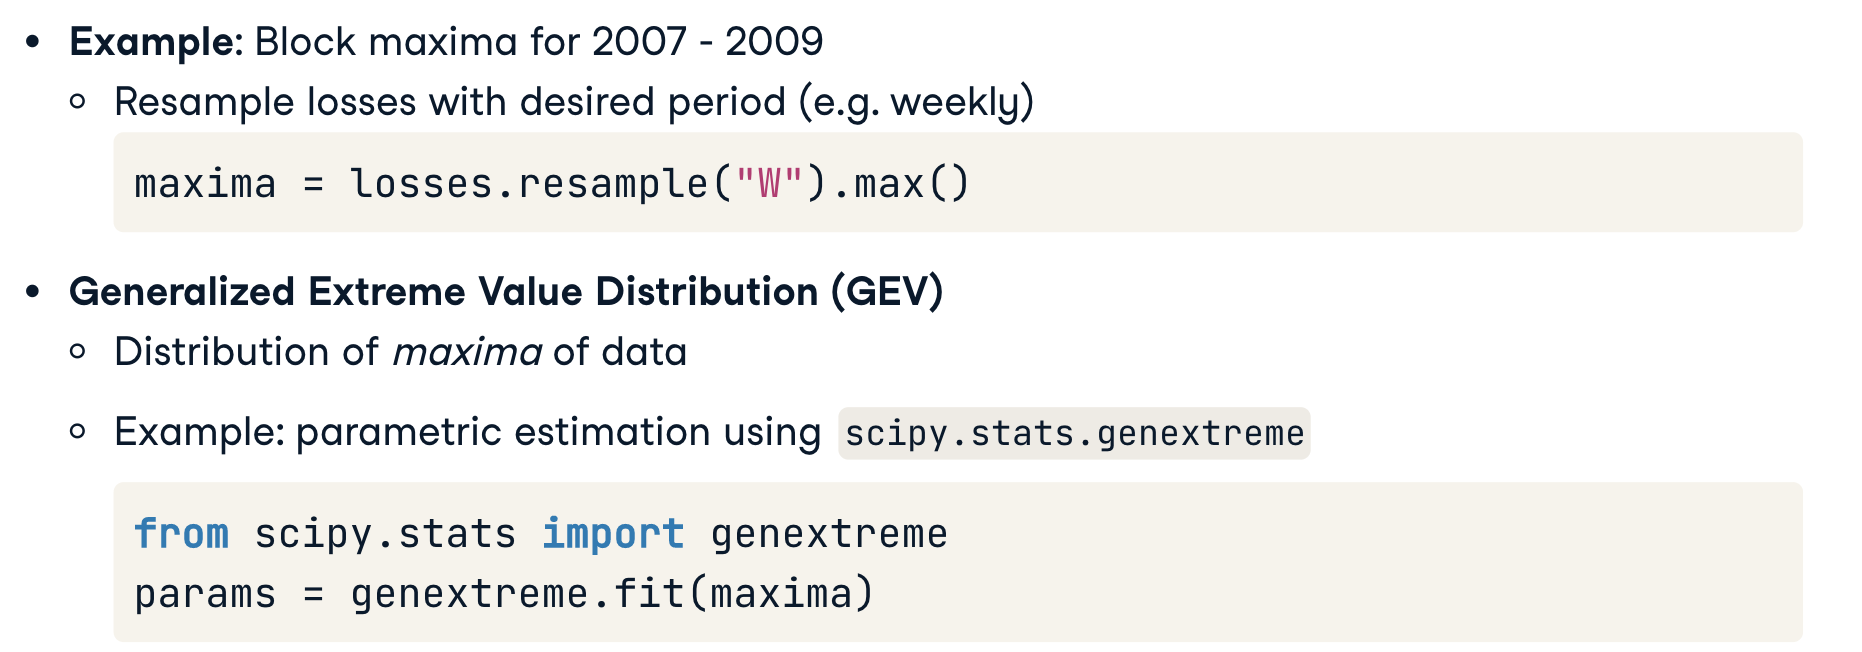 • Example: Block maxima for 2007 - 2009
○ Resample losses with desired period (e.g. weekly)
maxima = losses.resample("W").max()
• Generalized Extreme Value Distribution (GEV)
○ Distribution of maxima of data
○ Example: parametric estimation using scipy.stats.genextreme
from scipy.stats import genextreme
params = genextreme.fit(maxima)